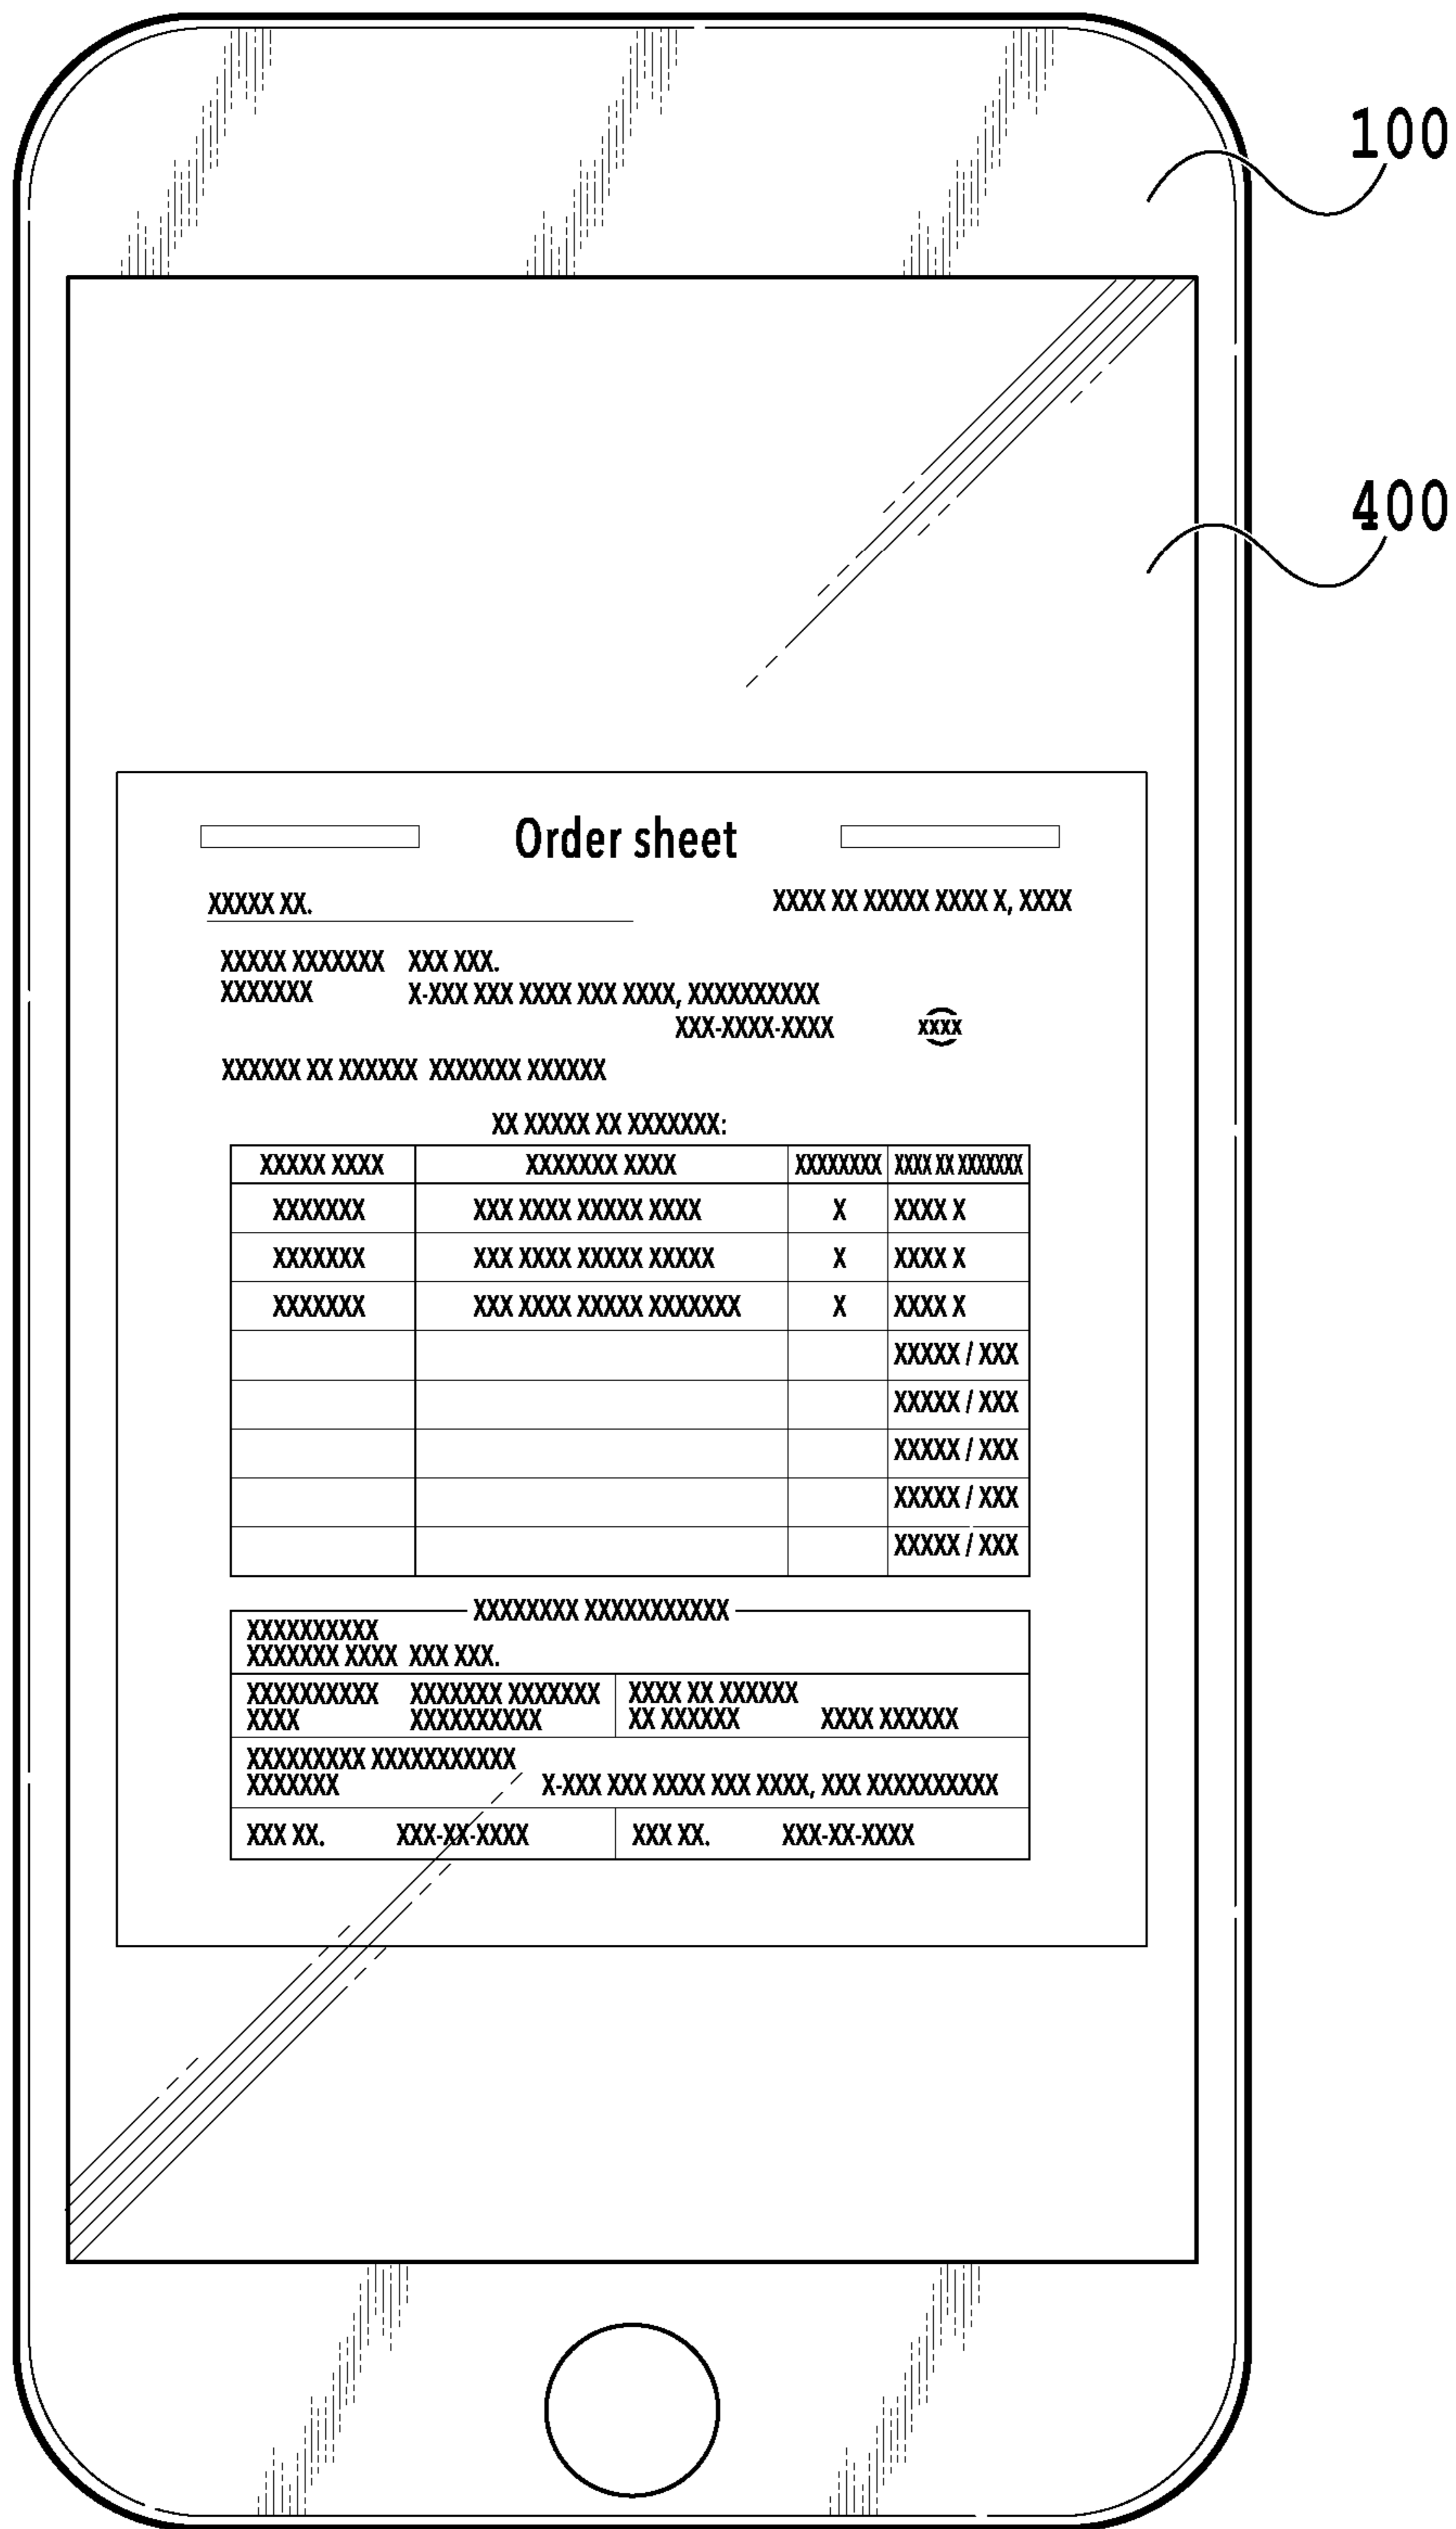 100
400
Order sheet
XXXXX XX.
XXXX XX XXXXX XXXX X, XXXX
XXXXX XXXXXXX XXX XXX.
XXXXXXX X-XXX XXX XXXX XXX XXXX, XXXXXXXXXX
XXX-XXXX-XXXX XXXX
XXXXXX XX XXXXXX XXXXXXX XXXXXX
XX XXXXX XX XXXXXXX:
XXXXX XXXX XXXXXXX XXXX XXXXXXXX XXXX XX XXXXXXX
XXXXXXX XXX XXXX XXXXX XXXX X XXXX X
XXXXXXX XXX XXXX XXXXX XXXXX X XXXX X
XXXXXXX XXX XXXX XXXXX XXXXXXX X XXXX X
XXXXX / XXX
XXXXX / XXX
XXXXX / XXX
XXXXX / XXX
XXXXX / XXX
XXXXXXXX XXXXXXXXXXX
XXXXXXXXXX
XXXXXXX XXXX XXX XXX.
XXXXXXXXXX XXXXXXX XXXXXXX XXXX XX XXXXXX
XXXX XXXXXXXXXX XX XXXXXX XXXX XXXXXX
XXXXXXXXX XXXXXXXXXXX
XXXXXXX X-XXX XXX XXXX XXX XXXX, XXX XXXXXXXXXX
XXX XX. XXX-XX-XXXX XXX XX. XXX-XX-XXXX